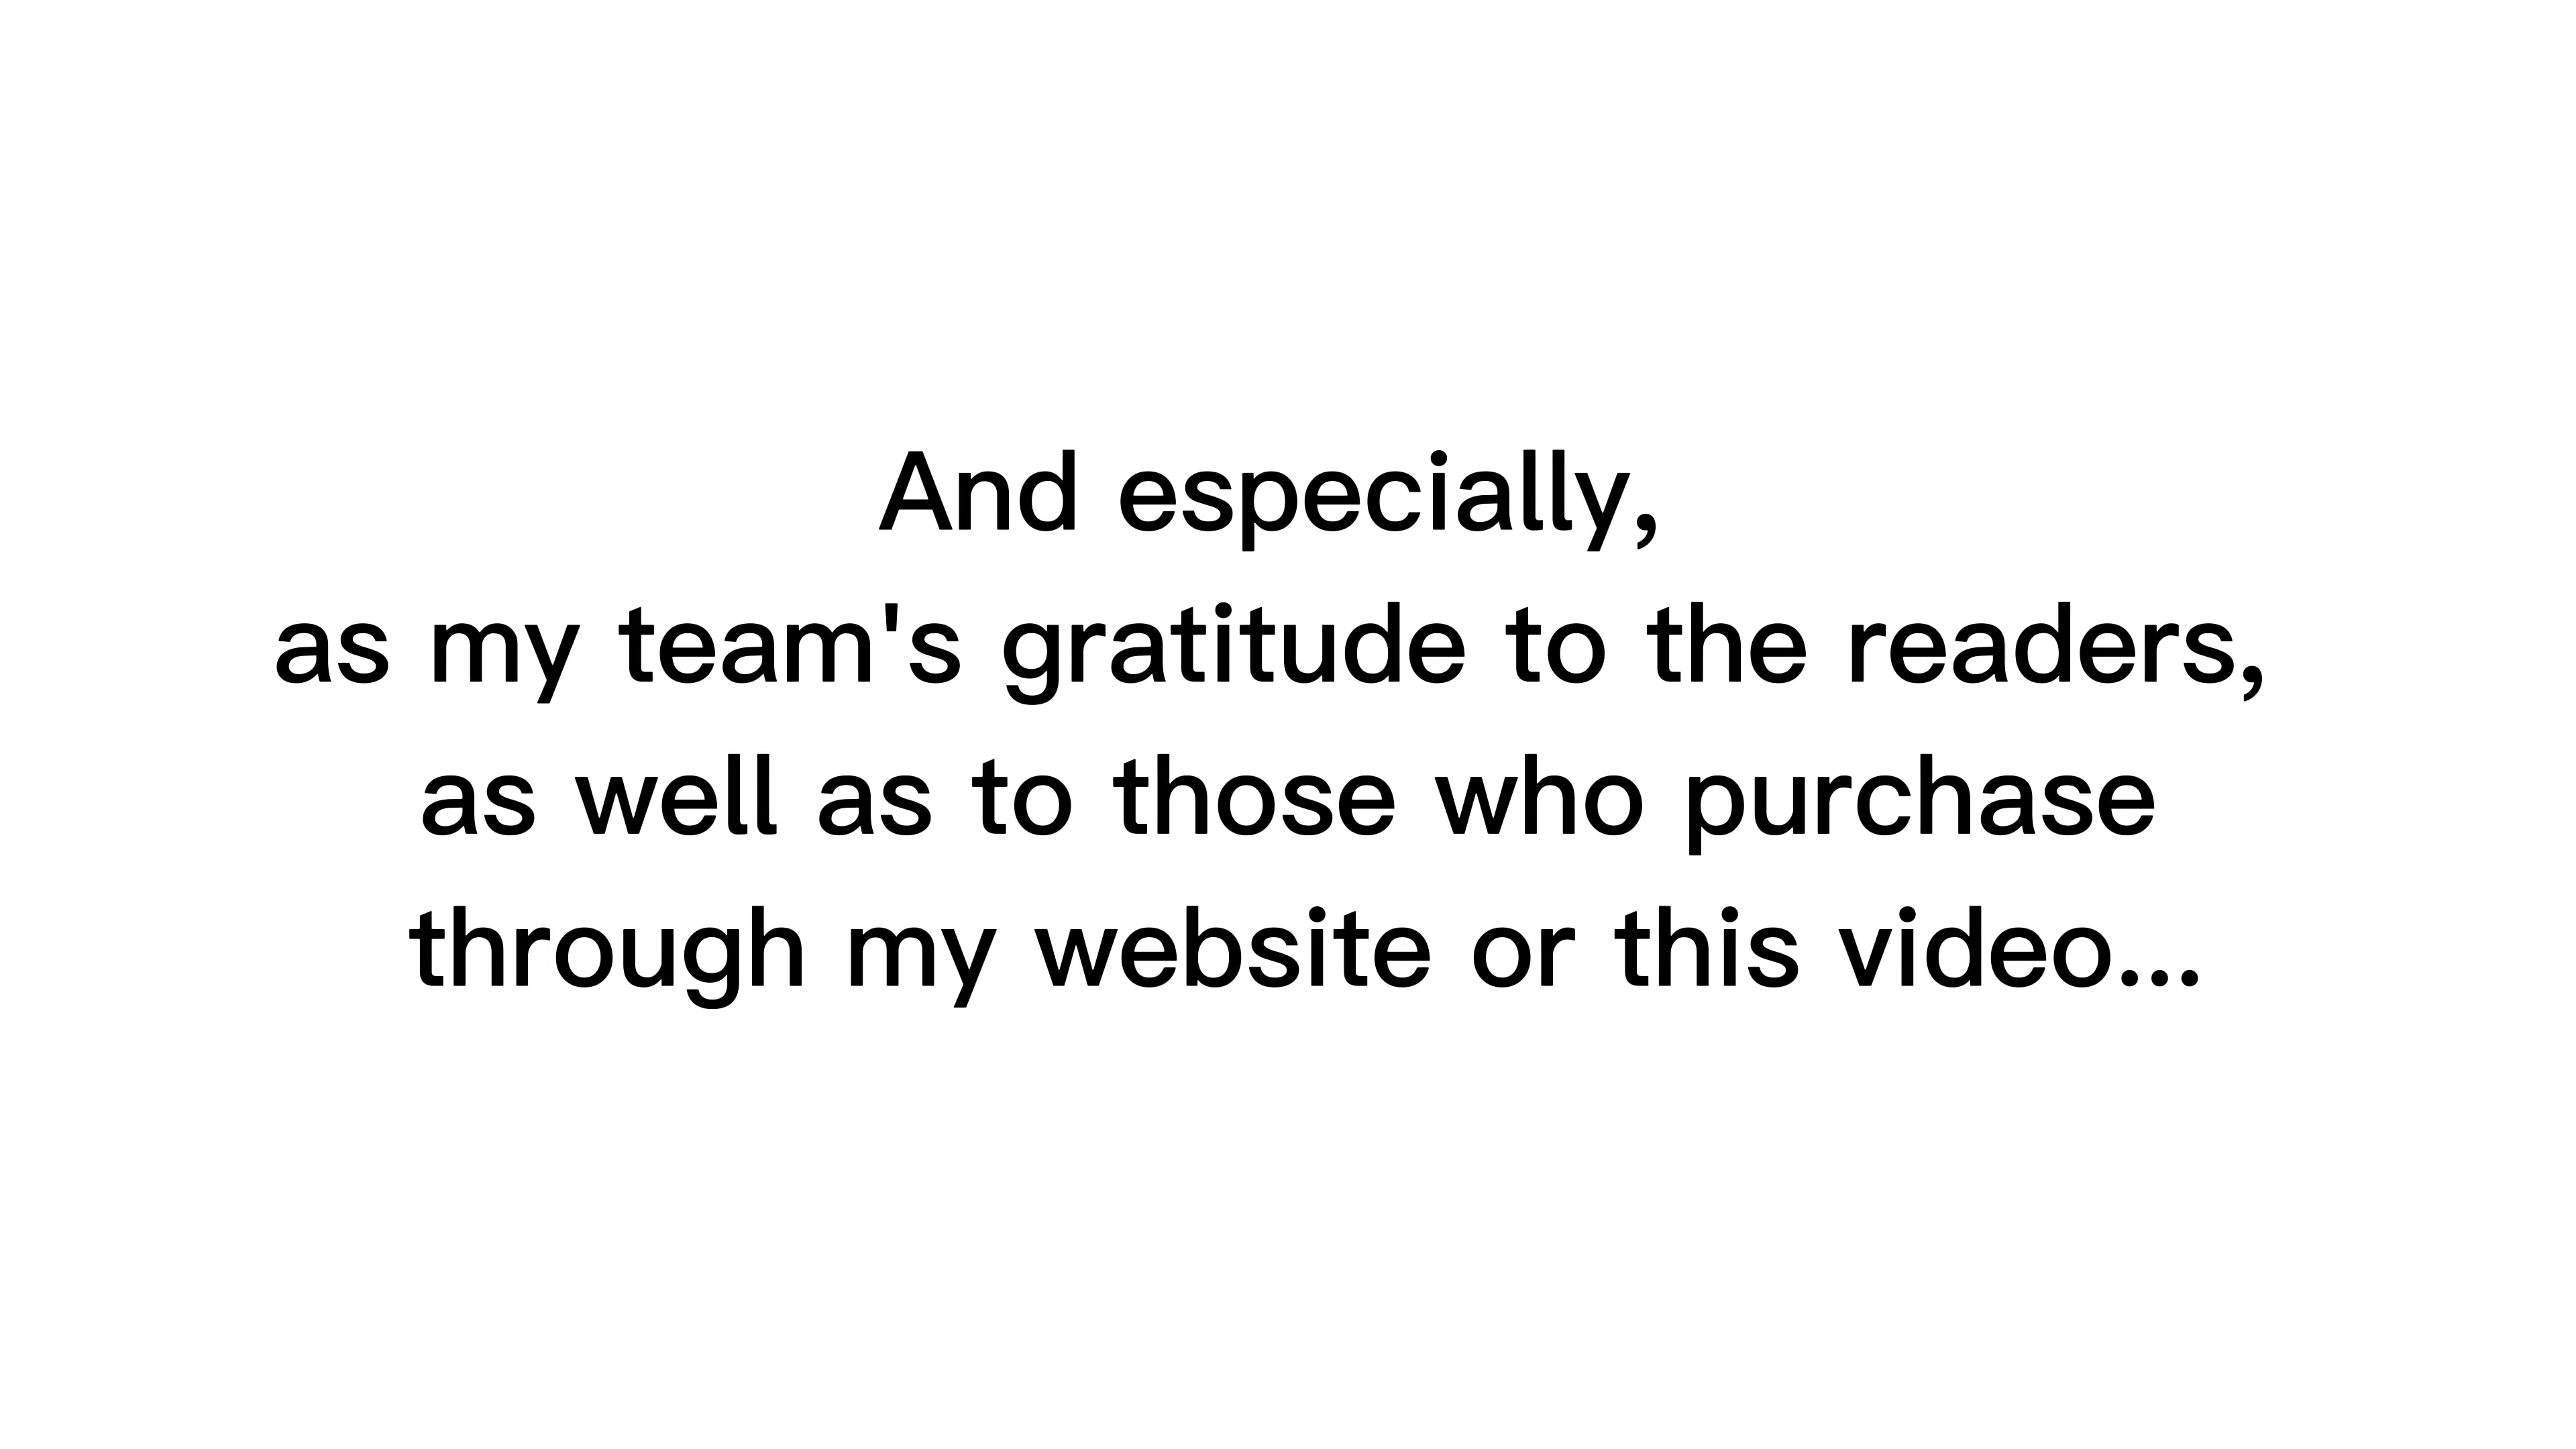 And especially,
as my team's gratitude to the readers,
as well as to those who purchase
through my website or this video...